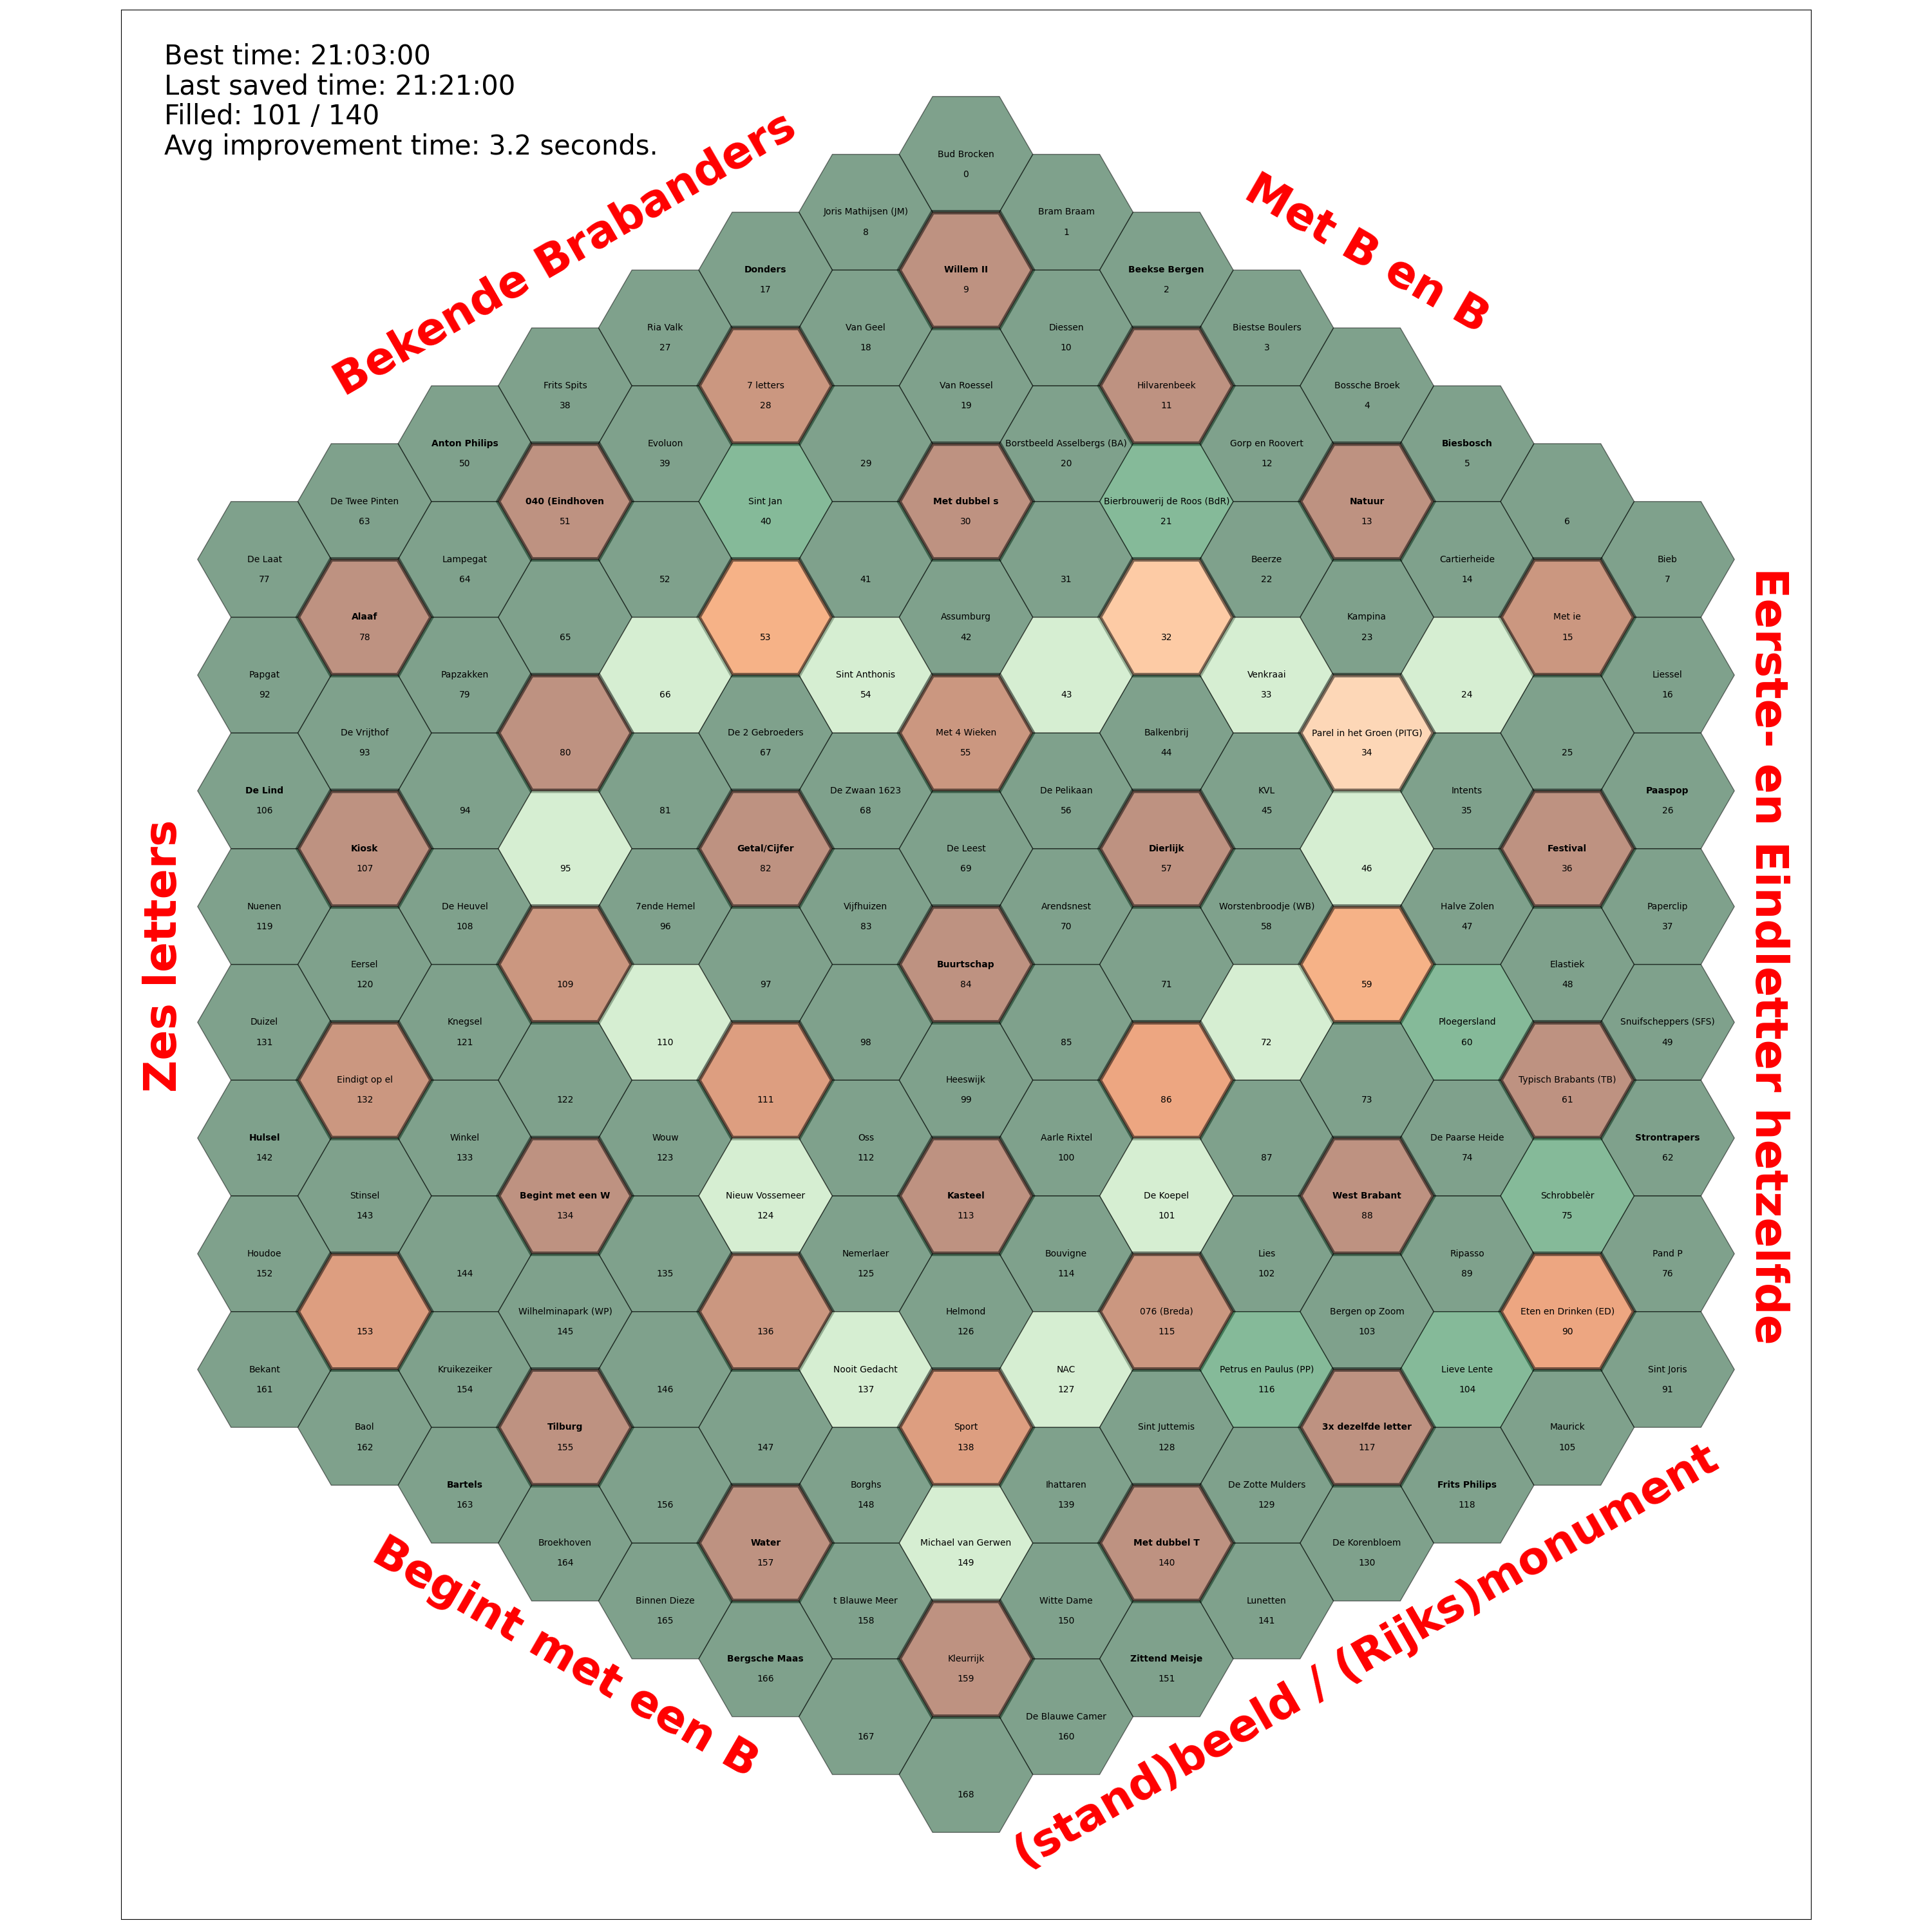 Best time: 21:03:00
Last saved time: 21:21:00
Filled: 101 / 140
Avg improvement time: 3.2 seconds.
Bekende Brabanders
Met B en B
Eerste- en Eindletter hetzelfde
(stand)beeld / (Rijks)monument
Begint met een B
Zes letters
Bud Brocken
0
Bram Braam
1
Beekse Bergen
2
Biestse Boulers
3
Bossche Broek
4
Biesbosch
5
6
Bieb
7
Joris Mathijsen (JM)
8
Willem II
9
Diessen
10
Hilvarenbeek
11
Gorp en Roovert
12
Natuur
13
Cartierheide
14
Met ie
15
Liessel
16
Donders
17
Van Geel
18
Van Roessel
19
Borstbeeld Asselbergs (BA)
20
Bierbrouwerij de Roos (BdR)
21
Beerze
22
Kampina
23
24
25
Paaspop
26
Ria Valk
27
7 letters
28
29
Met dubbel s
30
31
32
Venkraai
33
Parel in het Groen (PITG)
34
Intents
35
Festival
36
Paperclip
37
Frits Spits
38
Evoluon
39
Sint Jan
40
41
Assumburg
42
43
Balkenbrij
44
KVL
45
46
Halve Zolen
47
Elastiek
48
Snuifscheppers (SFS)
49
Anton Philips
50
040 (Eindhoven
51
52
53
Sint Anthonis
54
Met 4 Wieken
55
De Pelikaan
56
Dierlijk
57
Worstenbroodje (WB)
58
59
Ploegersland
60
Typisch Brabants (TB)
61
Strontrapers
62
De Twee Pinten
63
Lampegat
64
65
66
De 2 Gebroeders
67
De Zwaan 1623
68
De Leest
69
Arendsnest
70
71
72
73
De Paarse Heide
74
Schrobbelèr
75
Pand P
76
De Laat
77
Alaaf
78
Papzakken
79
80
81
Getal/Cijfer
82
Vijfhuizen
83
Buurtschap
84
85
86
87
West Brabant
88
Ripasso
89
Eten en Drinken (ED)
90
Sint Joris
91
Papgat
92
De Vrijthof
93
94
95
7ende Hemel
96
97
98
Heeswijk
99
Aarle Rixtel
100
De Koepel
101
Lies
102
Bergen op Zoom
103
Lieve Lente
104
Maurick
105
De Lind
106
Kiosk
107
De Heuvel
108
109
110
111
Oss
112
Kasteel
113
Bouvigne
114
076 (Breda)
115
Petrus en Paulus (PP)
116
3x dezelfde letter
117
Frits Philips
118
Nuenen
119
Eersel
120
Knegsel
121
122
Wouw
123
Nieuw Vossemeer
124
Nemerlaer
125
Helmond
126
NAC
127
Sint Juttemis
128
De Zotte Mulders
129
De Korenbloem
130
Duizel
131
Eindigt op el
132
Winkel
133
Begint met een W
134
135
136
Nooit Gedacht
137
Sport
138
Ihattaren
139
Met dubbel T
140
Lunetten
141
Hulsel
142
Stinsel
143
144
Wilhelminapark (WP)
145
146
147
Borghs
148
Michael van Gerwen
149
Witte Dame
150
Zittend Meisje
151
Houdoe
152
153
Kruikezeiker
154
Tilburg
155
156
Water
157
t Blauwe Meer
158
Kleurrijk
159
De Blauwe Camer
160
Bekant
161
Baol
162
Bartels
163
Broekhoven
164
Binnen Dieze
165
Bergsche Maas
166
167
168